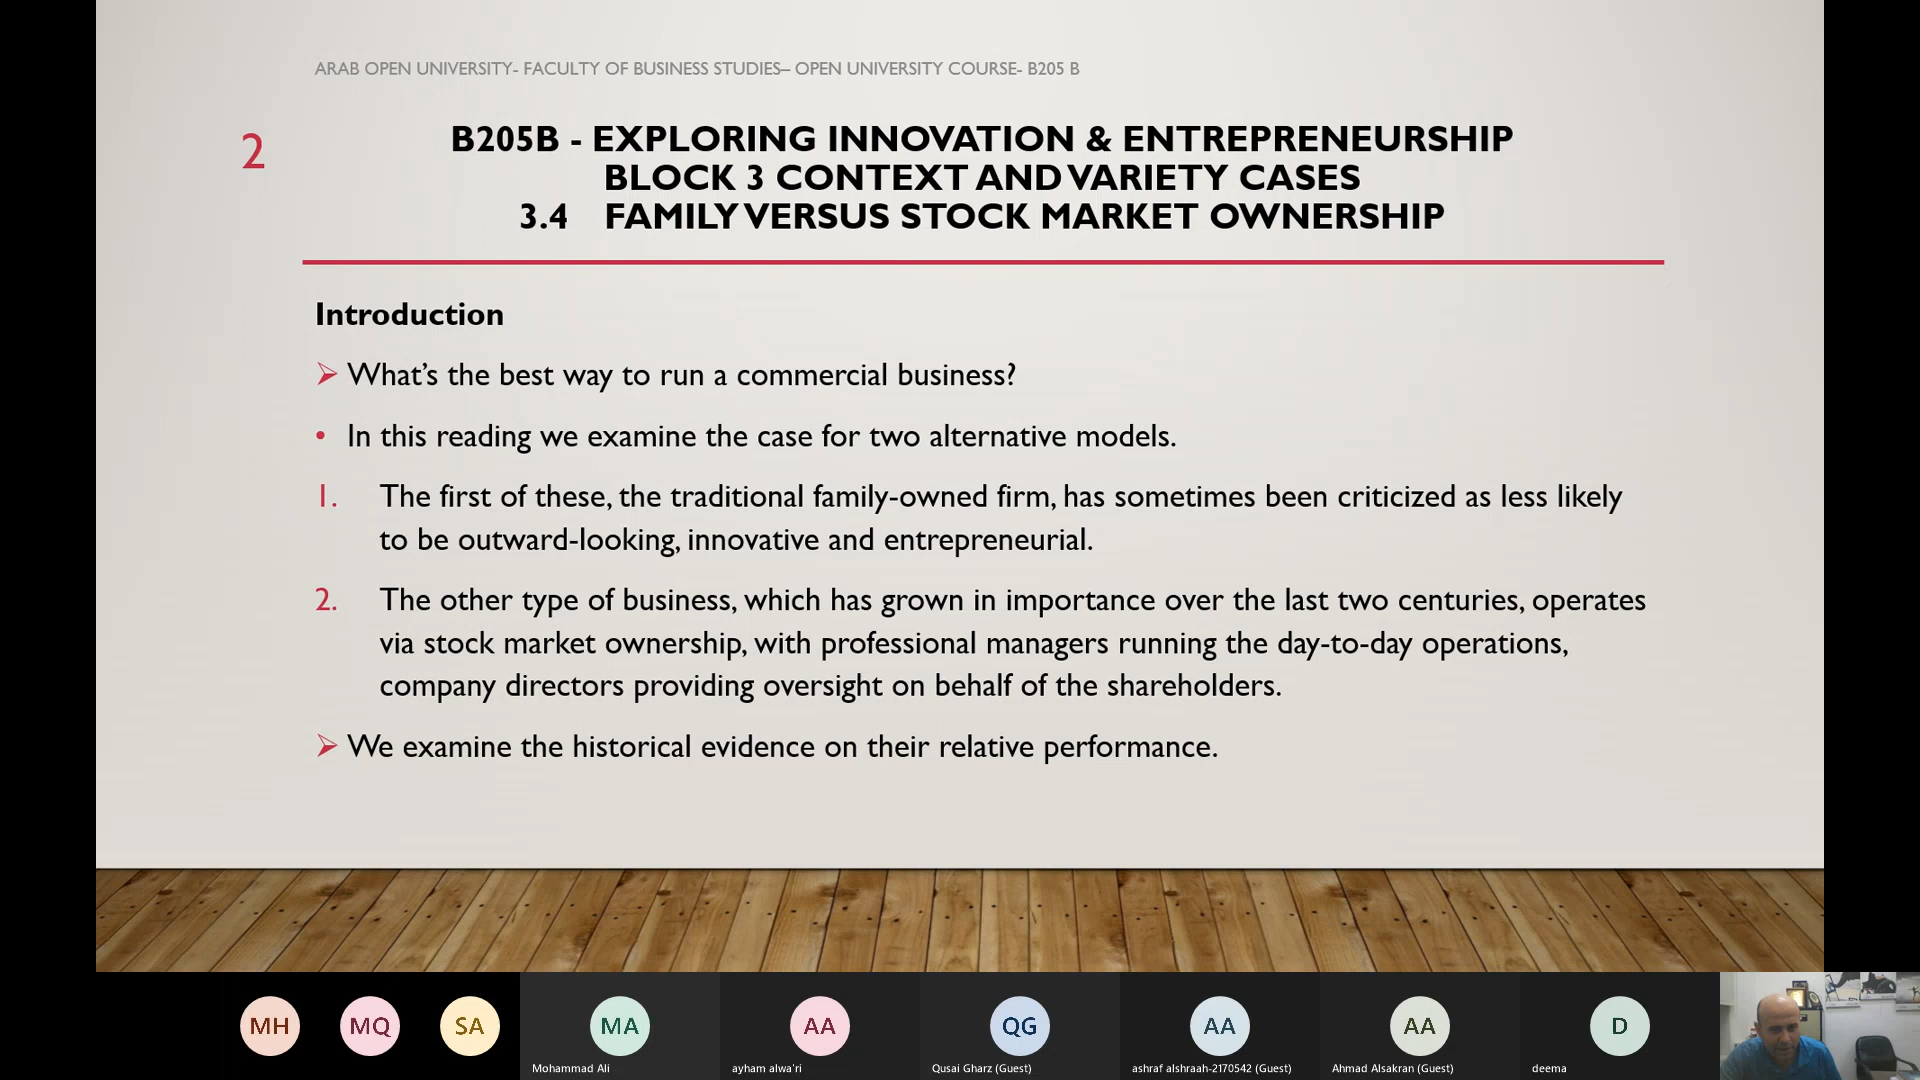 ARAB OPEN UNIVERSITY- FACULTY OF BUSINESS STUDIES– OPEN UNIVERSITY COURSE- B205 B
2
B205B - EXPLORING INNOVATION & ENTREPRENEURSHIP
BLOCK 3 CONTEXT AND VARIETY CASES
3.4 FAMILY VERSUS STOCK MARKET OWNERSHIP
Introduction
➢ What’s the best way to run a commercial business?
• In this reading we examine the case for two alternative models.
1. The first of these, the traditional family-owned firm, has sometimes been criticized as less likely
to be outward-looking, innovative and entrepreneurial.
2. The other type of business, which has grown in importance over the last two centuries, operates
via stock market ownership, with professional managers running the day-to-day operations,
company directors providing oversight on behalf of the shareholders.
➢ We examine the historical evidence on their relative performance.
MH MQ SA MA AA QG AA AA D
Mohammad Ali ayham alwa'ri Qusai Gharz (Guest) ashraf alshraah-2170542 (Guest) Ahmad Alsakran (Guest) deema